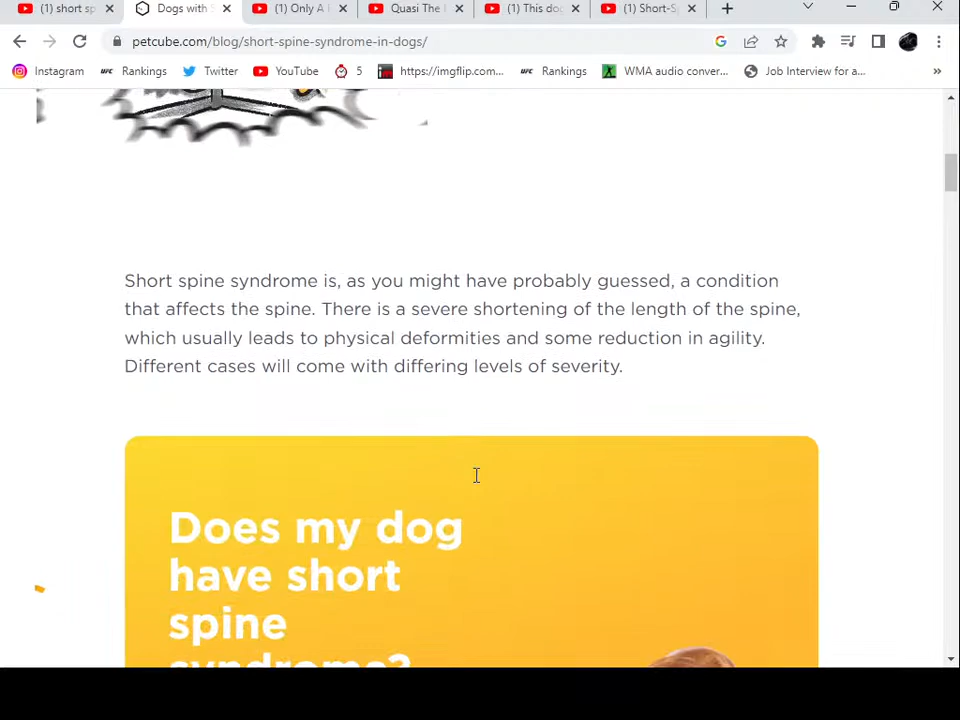 (1) short sp
Dogs with S
(1) Only A
Quasi The
(1) This do
(1) Short-S
petcube.com/blog/short-spine-syndrome-in-dogs/
Instagram
UFC Rankings
Twitter
YouTube
5
https://imgflip.com...
UFC Rankings
WMA audio conver...
Job Interview for a...
»
Short spine syndrome is, as you might have probably guessed, a condition
that affects the spine. There is a severe shortening of the length of the spine,
which usually leads to physical deformities and some reduction in agility.
Different cases will come with differing levels of severity.
Does my dog
have short
spine
syndrome?